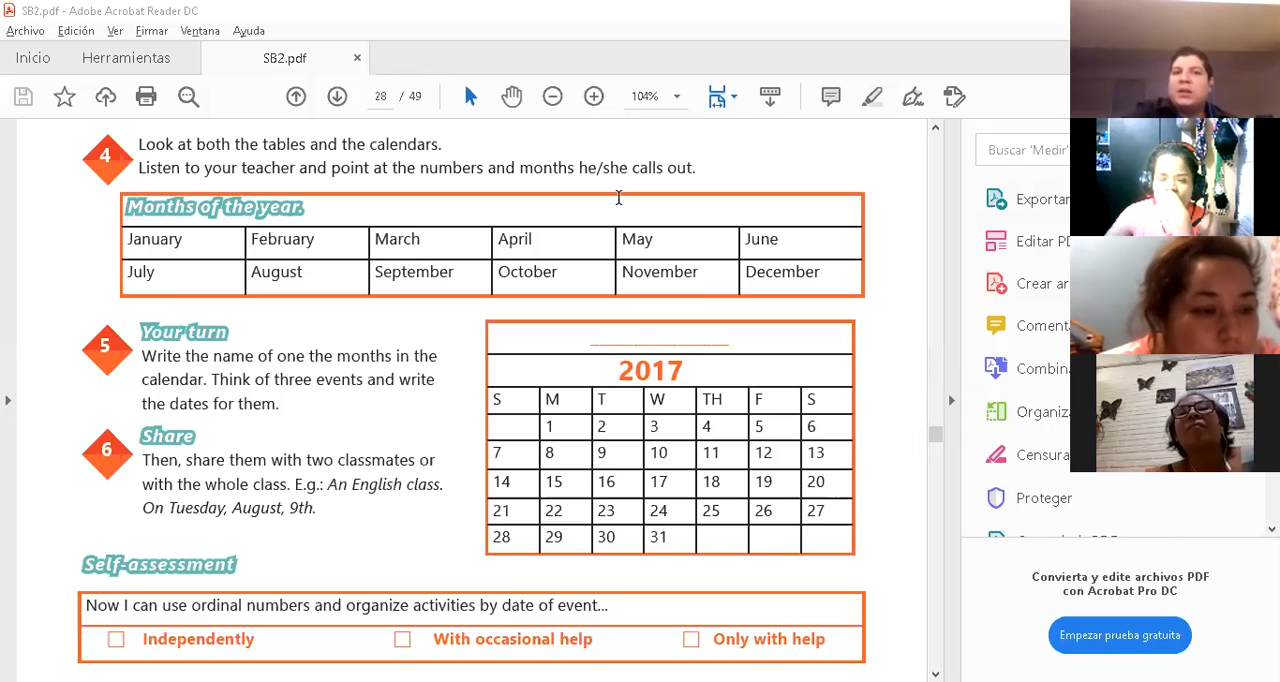 SB2.pdf - Adobe Acrobat Reader DC
Archivo Edición Ver Firmar Ventana Ayuda
Inicio Herramientas SB2.pdf ×
28 / 49 104%
4 Look at both the tables and the calendars.
Listen to your teacher and point at the numbers and months he/she calls out.
Months of the year.
January February March April May June
July August September October November December
5 Your turn
Write the name of one the months in the
calendar. Think of three events and write
the dates for them.
6 Share
Then, share them with two classmates or
with the whole class. E.g.: An English class.
On Tuesday, August, 9th.
2017
S M T W TH F S
1 2 3 4 5 6
7 8 9 10 11 12 13
14 15 16 17 18 19 20
21 22 23 24 25 26 27
28 29 30 31
Self-assessment
Now I can use ordinal numbers and organize activities by date of event...
Independently With occasional help Only with help
Buscar 'Medir'
Exportar
Editar PD
Crear ar
Coment
Combin
Organiz
Censura
Proteger
Convierta y edite archivos PDF
con Acrobat Pro DC
Empezar prueba gratuita